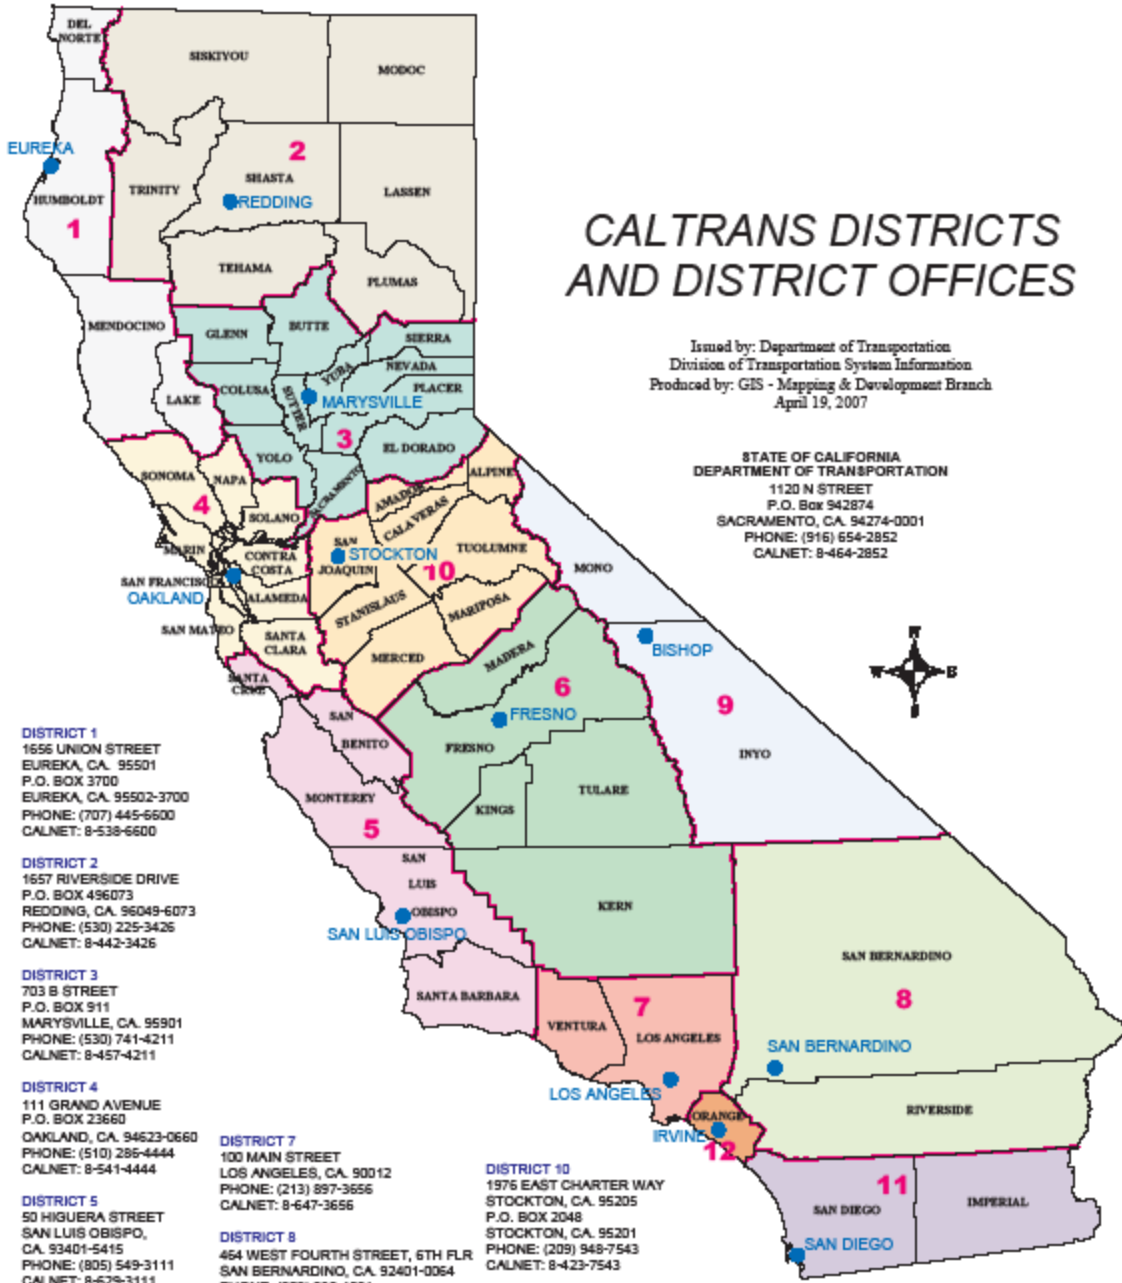 CALTRANS DISTRICTS
AND DISTRICT OFFICES
Issued by: Department of Transportation
Division of Transportation System Information
Produced by: GIS - Mapping & Development Branch
April 19, 2007
STATE OF CALIFORNIA
DEPARTMENT OF TRANSPORTATION
1120 N STREET
P.O. Box 942874
SACRAMENTO, CA. 94274-0001
PHONE: (916) 654-2852
CALNET: 8-464-2852
N
W E
S
DEL
NORTE
SISKIYOU
MODOC
EUREKA
HUMBOLDT
1
TRINITY
2
SHASTA
REDDING
LASSEN
TEHAMA
PLUMAS
MENDOCINO
LAKE
GLENN
BUTTE
SIERRA
COLUSA
SUTTER
YUBA
NEVADA
PLACER
MARYSVILLE
3
YOLO
EL DORADO
SACRAMENTO
SONOMA
NAPA
4
SOLANO
MARIN
CONTRA
COSTA
SAN FRANCISCO
OAKLAND
ALAMEDA
SAN MATEO
SANTA
CLARA
ALPINE
AMADOR
CALAVERAS
TUOLUMNE
SAN
JOAQUIN
STOCKTON
10
STANISLAUS
MARIPOSA
MERCED
MONO
BISHOP
9
INYO
MADERA
6
FRESNO
FRESNO
KINGS
TULARE
KERN
SANTA
CRUZ
SAN
BENITO
MONTEREY
5
SAN
LUIS
OBISPO
SAN LUIS OBISPO
SANTA BARBARA
VENTURA
7
LOS ANGELES
LOS ANGELES
SAN BERNARDINO
8
SAN BERNARDINO
RIVERSIDE
ORANGE
IRVINE
12
11
SAN DIEGO
IMPERIAL
SAN DIEGO
DISTRICT 1
1656 UNION STREET
EUREKA, CA. 95501
P.O. BOX 3700
EUREKA, CA. 95502-3700
PHONE: (707) 445-6600
CALNET: 8-538-6600
DISTRICT 2
1657 RIVERSIDE DRIVE
P.O. BOX 496073
REDDING, CA. 96049-6073
PHONE: (530) 225-3426
CALNET: 8-442-3426
DISTRICT 3
703 B STREET
P.O. BOX 911
MARYSVILLE, CA. 95901
PHONE: (530) 741-4211
CALNET: 8-457-4211
DISTRICT 4
111 GRAND AVENUE
P.O. BOX 23660
OAKLAND, CA. 94623-0660
PHONE: (510) 286-4444
CALNET: 8-541-4444
DISTRICT 5
50 HIGUERA STREET
SAN LUIS OBISPO,
CA. 93401-5415
PHONE: (805) 549-3111
CALNET: 8-629-3111
DISTRICT 7
100 MAIN STREET
LOS ANGELES, CA. 90012
PHONE: (213) 897-3656
CALNET: 8-647-3656
DISTRICT 8
464 WEST FOURTH STREET, 6TH FLR
SAN BERNARDINO, CA. 92401-0064
DISTRICT 10
1976 EAST CHARTER WAY
STOCKTON, CA. 95205
P.O. BOX 2048
STOCKTON, CA. 95201
PHONE: (209) 948-7543
CALNET: 8-423-7543